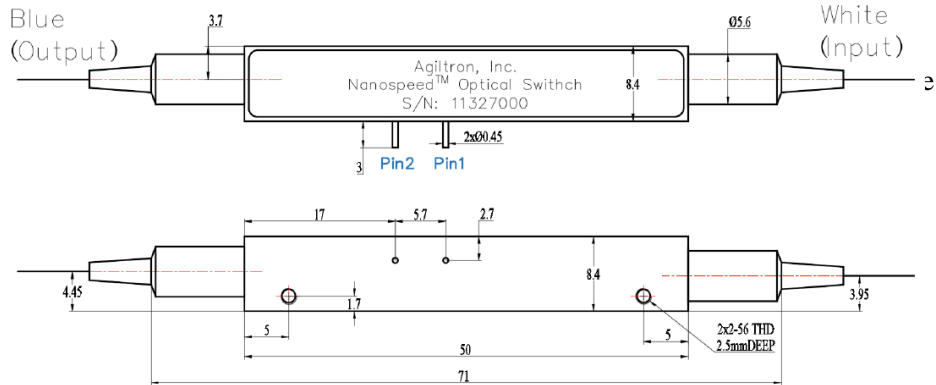 Blue
(Output)
White
(Input)
3.7
Ø5.6
Agiltron, Inc.
Nanospeed™ Optical Swithch
S/N: 11327000
8.4
e
2xØ0.45
3
Pin2
Pin1
17
5.7
2.7
8.4
4.45
1.7
3.95
5
5
2x2-56 THD
2.5mmDEEP
50
71